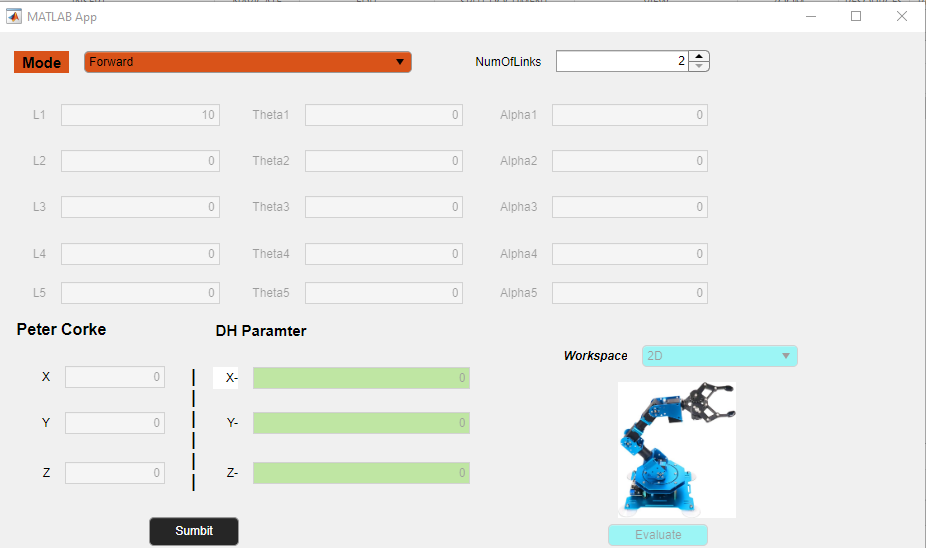 MATLAB App
Mode Forward NumOfLinks 2
L1 10 Theta1 0 Alpha1 0
L2 0 Theta2 0 Alpha2 0
L3 0 Theta3 0 Alpha3 0
L4 0 Theta4 0 Alpha4 0
L5 0 Theta5 0 Alpha5 0
Peter Corke DH Paramter
Workspace 2D
X 0 X- 0
Y 0 Y- 0
Z 0 Z- 0
Sumbit
Evaluate